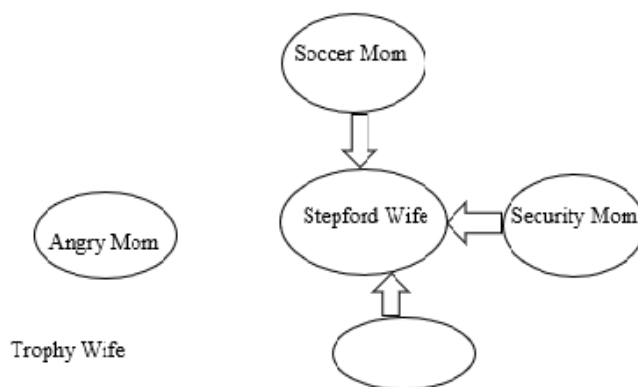 Soccer Mom
Stepford Wife
Security Mom
Angry Mom
Trophy Wife